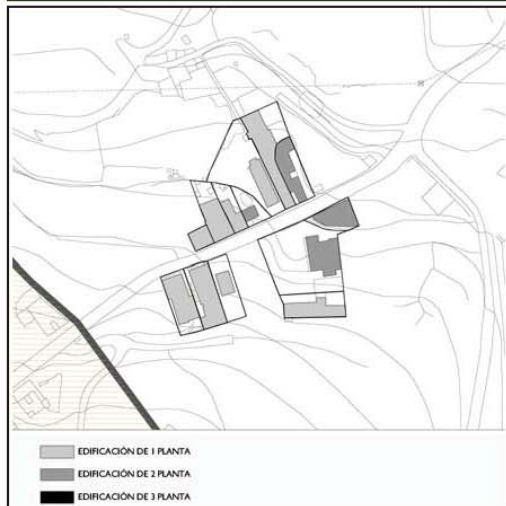 EDIFICACIÓN DE 1 PLANTA
EDIFICACIÓN DE 2 PLANTA
EDIFICACIÓN DE 3 PLANTA